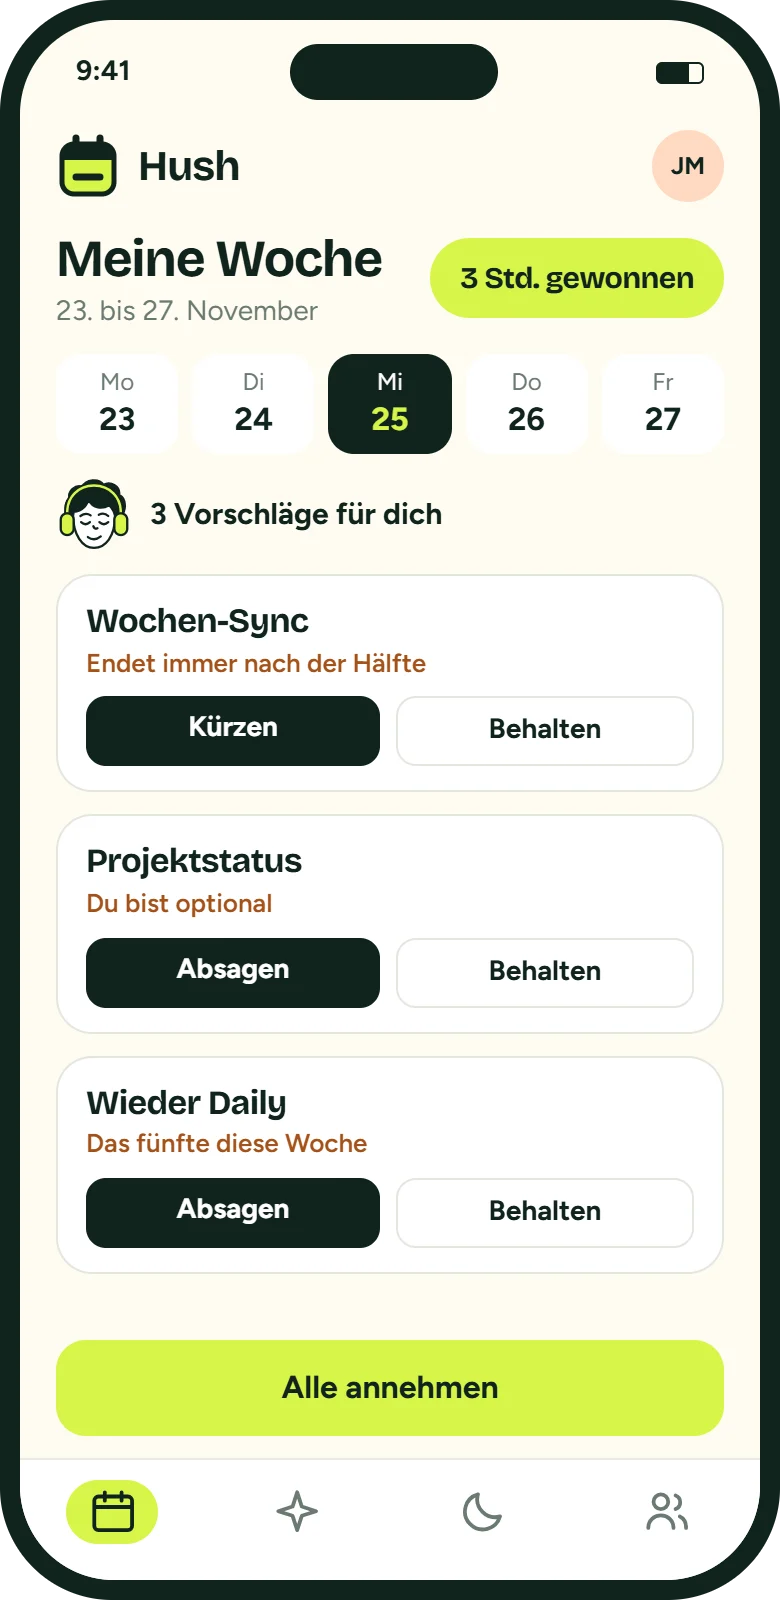 9:41
Hush
JM
Meine Woche
23. bis 27. November
3 Std. gewonnen
Mo Di Mi Do Fr
23 24 25 26 27
3 Vorschläge für dich
Wochen-Sync
Endet immer nach der Hälfte
Kürzen Behalten
Projektstatus
Du bist optional
Absagen Behalten
Wieder Daily
Das fünfte diese Woche
Absagen Behalten
Alle annehmen